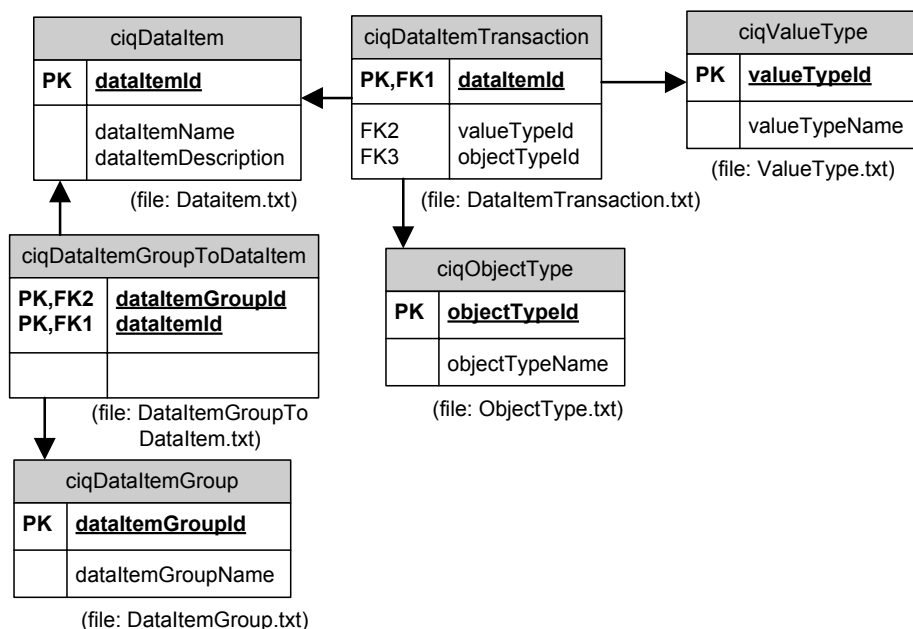 ciqDataItem
PK dataItemId
dataItemName
dataItemDescription
(file: Dataitem.txt)
ciqDataItemTransaction
PK,FK1 dataItemId
FK2 valueTypeId
FK3 objectTypeId
(file: DataItemTransaction.txt)
ciqValueType
PK valueTypeId
valueTypeName
(file: ValueType.txt)
ciqDataItemGroupToDataItem
PK,FK2 dataItemGroupId
PK,FK1 dataItemId
(file: DataItemGroupTo
DataItem.txt)
ciqObjectType
PK objectTypeId
objectTypeName
(file: ObjectType.txt)
ciqDataItemGroup
PK dataItemGroupId
dataItemGroupName
(file: DataItemGroup.txt)